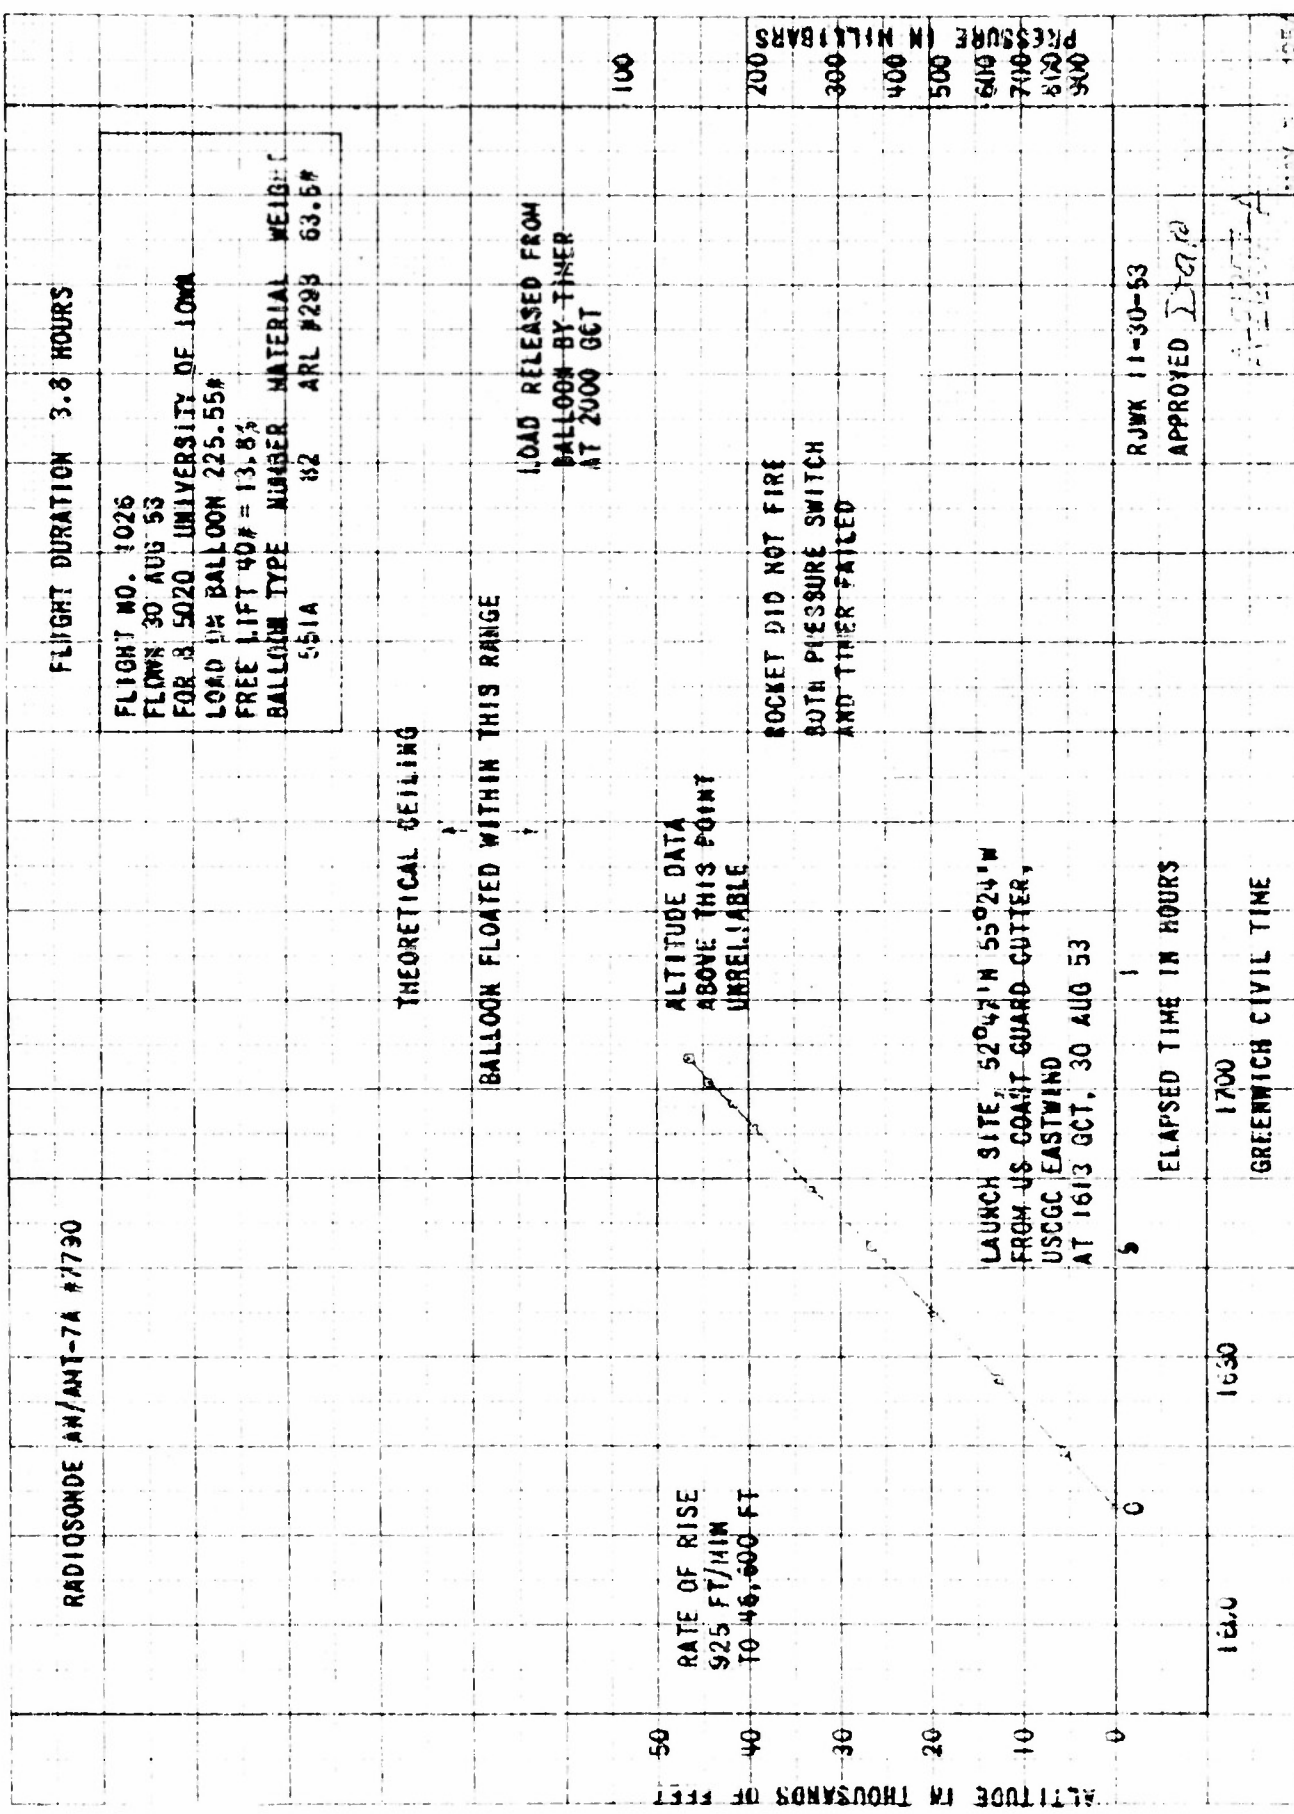 RADIOSONDE AN/AMT-7A #7790
FLIGHT DURATION 3.8 HOURS
FLIGHT NO. 1026
FLOWN 30 AUG 53
FOR B 5020 UNIVERSITY OF IOWA
LOAD ON BALLOON 225.55#
FREE LIFT 40# = 13.8%
BALLOON TYPE NUMBER MATERIAL WEIGHT
551A 182 ARL #293 63.5#
THEORETICAL CEILING
BALLOON FLOATED WITHIN THIS RANGE
LOAD RELEASED FROM
BALLOON BY TIMER
AT 2000 GCT
RATE OF RISE
925 FT/MIN
TO 46,600 FT
ALTITUDE DATA
ABOVE THIS POINT
UNRELIABLE
ROCKET DID NOT FIRE
BOTH PRESSURE SWITCH
AND TIMER FAILED
LAUNCH SITE, 52°47'N 55°24'W
FROM US COAST GUARD CUTTER,
USCGC EASTWIND
AT 1613 GCT, 30 AUG 53
ALTITUDE IN THOUSANDS OF FEET
50
40
30
20
10
0
PRESSURE IN MILLIBARS
100
200
300
400
500
600
700
800
900
0 5 1
ELAPSED TIME IN HOURS
1600 1630 1700
GREENWICH CIVIL TIME
RJWK 11-30-53
APPROVED